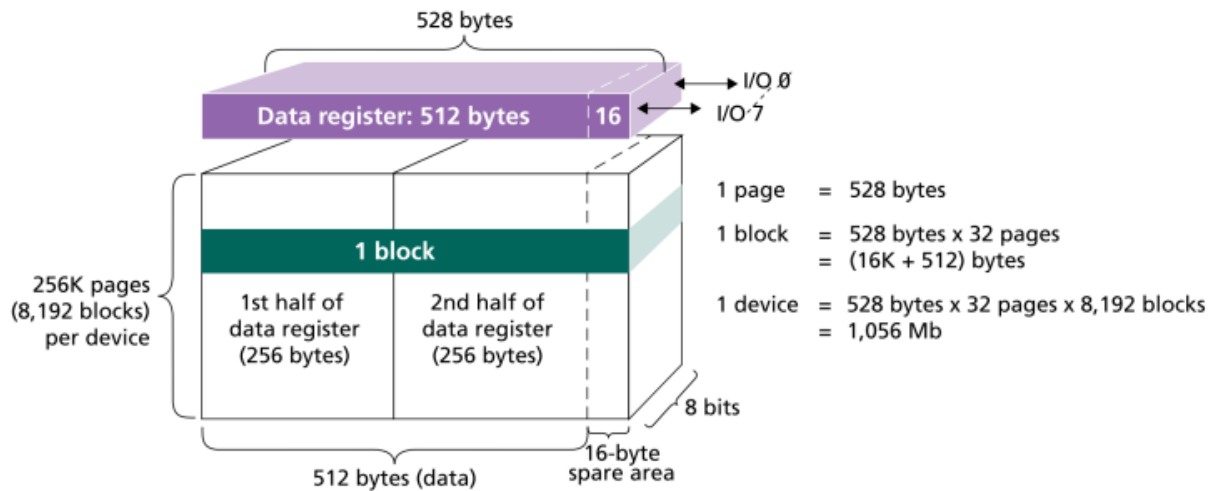 528 bytes
I/O 0
Data register: 512 bytes 16
I/O 7
1 page = 528 bytes
1 block = 528 bytes x 32 pages
= (16K + 512) bytes
1 device = 528 bytes x 32 pages x 8,192 blocks
= 1,056 Mb
1 block
256K pages
(8,192 blocks)
per device
1st half of
data register
(256 bytes)
2nd half of
data register
(256 bytes)
8 bits
16-byte
spare area
512 bytes (data)